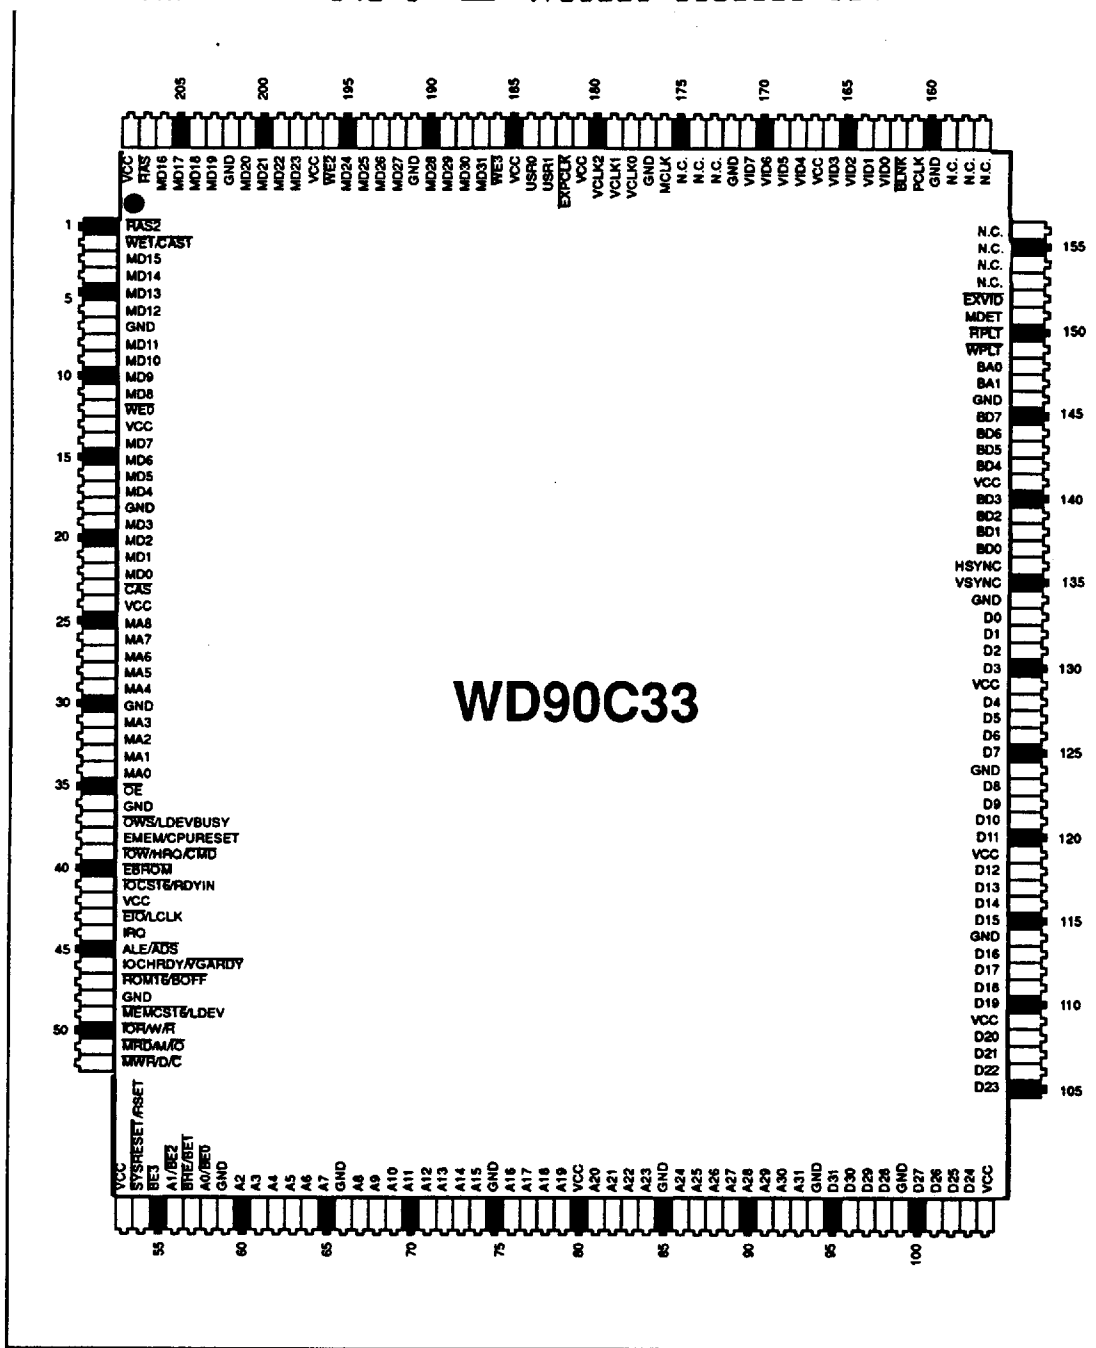 205 200 195 190 185 180 175 170 165 160
VCC RAS MD16 MD17 MD18 MD19 GND MD20 MD21 MD22 MD23 VCC WE2 MD24 MD25 MD26 MD27 GND MD28 MD29 MD30 MD31 WE3 VCC USR0 USR1 EXPCLK VCC VCLK2 VCLK1 VCLK0 GND MCLK N.C. N.C. N.C. GND VID7 VID6 VID5 VID4 VCC VID3 VID2 VID1 VID0 BLNK PCLK GND N.C. N.C. N.C.
1 RAS2
WE1/CAST
MD15
MD14
5 MD13
MD12
GND
MD11
MD10
10 MD9
MD8
WE0
VCC
MD7
15 MD6
MD5
MD4
GND
MD3
20 MD2
MD1
MD0
CAS
VCC
25 MA8
MA7
MA6
MA5
MA4
30 GND
MA3
MA2
MA1
MA0
35 OE
GND
OWS/LDEVBUSY
EMEM/CPURESET
IOW/HRQ/CMD
40 EBROM
IOCS16/RDYIN
VCC
EIO/LCLK
IRQ
45 ALE/ADS
IOCHRDY/VGARDY
ROM16/BOFF
GND
MEMCS16/LDEV
50 IOR/W/R
MRD/M/IO
MWR/D/C
WD90C33
N.C.
N.C. 155
N.C.
N.C.
EXVID
MDET
RPLT 150
WPLT
BA0
BA1
GND
BD7 145
BD6
BD5
BD4
VCC
BD3 140
BD2
BD1
BD0
HSYNC
VSYNC 135
GND
D0
D1
D2
D3 130
VCC
D4
D5
D6
D7 125
GND
D8
D9
D10
D11 120
VCC
D12
D13
D14
D15 115
GND
D16
D17
D18
D19 110
VCC
D20
D21
D22
D23 105
VCC SYSRESET/RSET BE3 A1/BE2 BHE/BE1 A0/BE0 GND A2 A3 A4 A5 A6 A7 GND A8 A9 A10 A11 A12 A13 A14 A15 GND A16 A17 A18 A19 VCC A20 A21 A22 A23 GND A24 A25 A26 A27 A28 A29 A30 A31 GND D31 D30 D29 D28 GND D27 D26 D25 D24 VCC
55 60 65 70 75 80 85 90 95 100